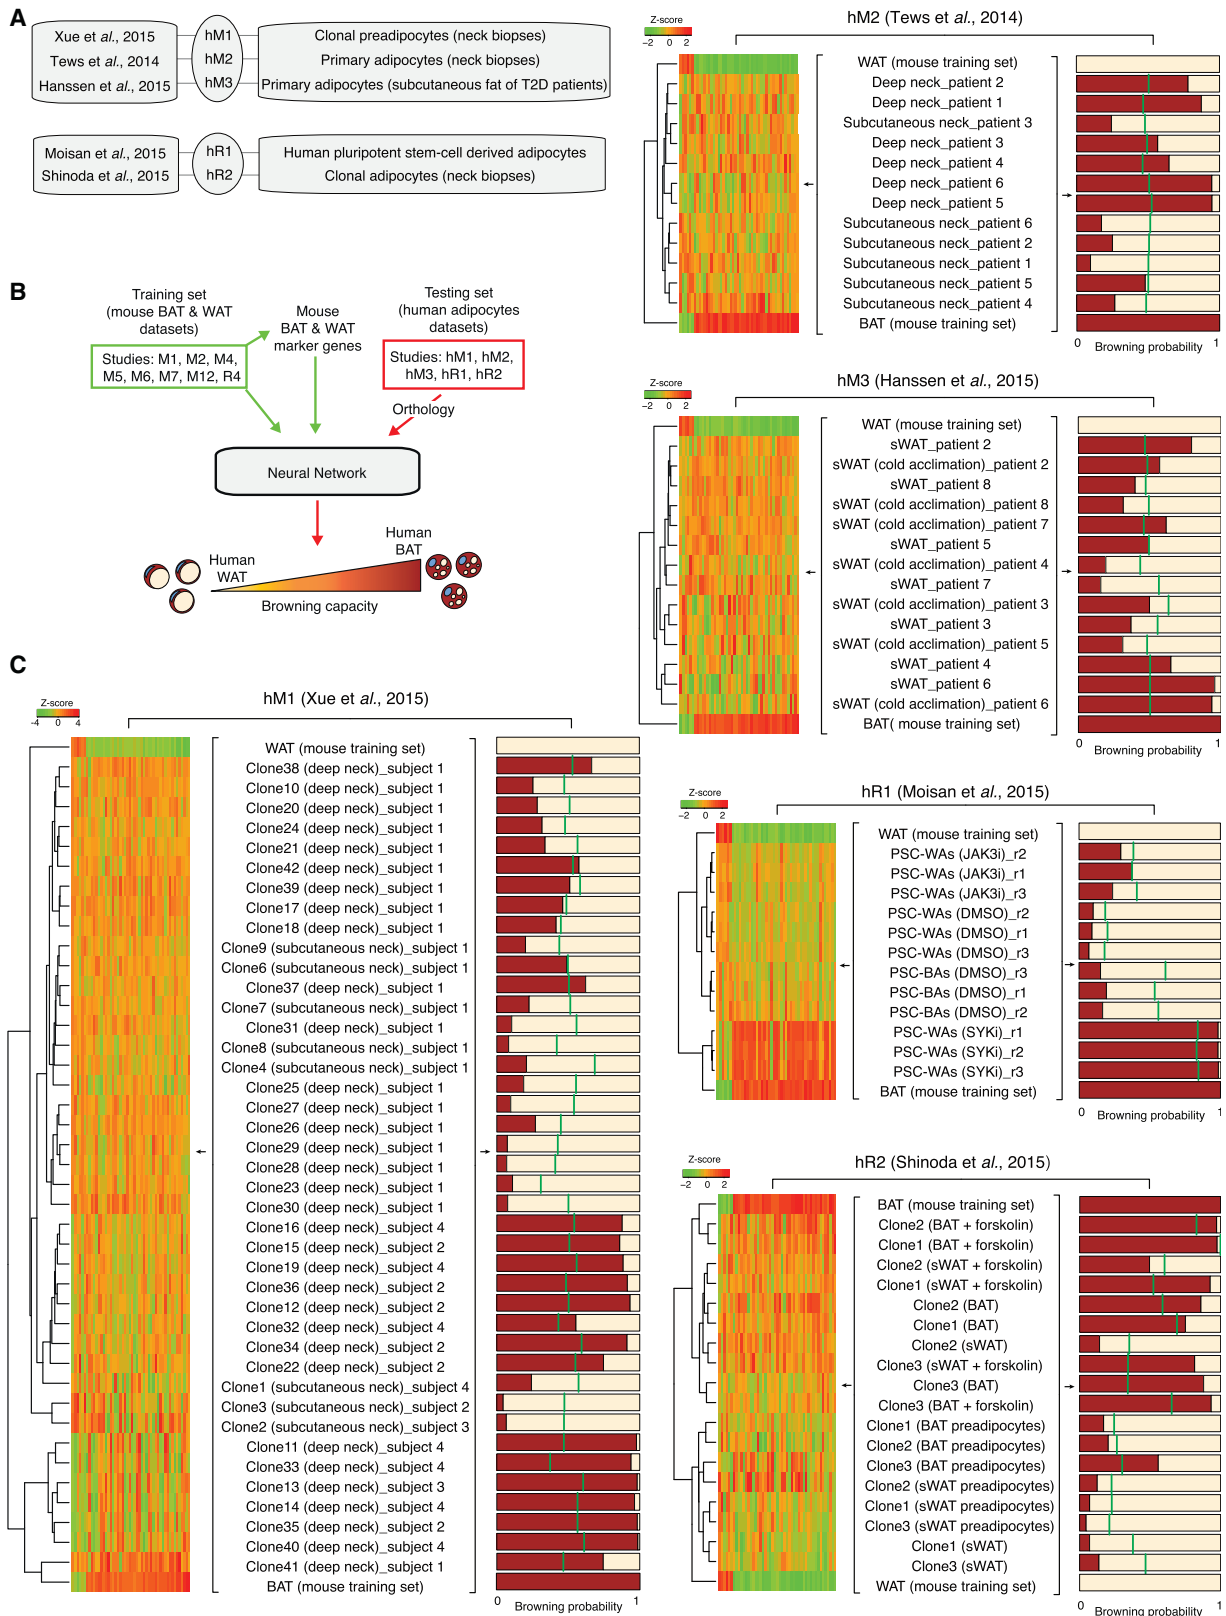 A
Xue et al., 2015 hM1 Clonal preadipocytes (neck biopses)
Tews et al., 2014 hM2 Primary adipocytes (neck biopses)
Hanssen et al., 2015 hM3 Primary adipocytes (subcutaneous fat of T2D patients)
Moisan et al., 2015 hR1 Human pluripotent stem-cell derived adipocytes
Shinoda et al., 2015 hR2 Clonal adipocytes (neck biopses)
B
Training set
(mouse BAT & WAT
datasets)
Studies: M1, M2, M4,
M5, M6, M7, M12, R4
Mouse
BAT & WAT
marker genes
Testing set
(human adipocytes
datasets)
Studies: hM1, hM2,
hM3, hR1, hR2
Orthology
Neural Network
Human
WAT
Human
BAT
Browning capacity
C
hM1 (Xue et al., 2015)
Z-score
-4 0 4
WAT (mouse training set)
Clone38 (deep neck)_subject 1
Clone10 (deep neck)_subject 1
Clone20 (deep neck)_subject 1
Clone24 (deep neck)_subject 1
Clone21 (deep neck)_subject 1
Clone42 (deep neck)_subject 1
Clone39 (deep neck)_subject 1
Clone17 (deep neck)_subject 1
Clone18 (deep neck)_subject 1
Clone9 (subcutaneous neck)_subject 1
Clone6 (subcutaneous neck)_subject 1
Clone37 (deep neck)_subject 1
Clone7 (subcutaneous neck)_subject 1
Clone31 (deep neck)_subject 1
Clone8 (subcutaneous neck)_subject 1
Clone4 (subcutaneous neck)_subject 1
Clone25 (deep neck)_subject 1
Clone27 (deep neck)_subject 1
Clone26 (deep neck)_subject 1
Clone29 (deep neck)_subject 1
Clone28 (deep neck)_subject 1
Clone23 (deep neck)_subject 1
Clone30 (deep neck)_subject 1
Clone16 (deep neck)_subject 4
Clone15 (deep neck)_subject 2
Clone19 (deep neck)_subject 4
Clone36 (deep neck)_subject 2
Clone12 (deep neck)_subject 2
Clone32 (deep neck)_subject 4
Clone34 (deep neck)_subject 2
Clone22 (deep neck)_subject 2
Clone1 (subcutaneous neck)_subject 4
Clone3 (subcutaneous neck)_subject 2
Clone2 (subcutaneous neck)_subject 3
Clone11 (deep neck)_subject 4
Clone33 (deep neck)_subject 4
Clone13 (deep neck)_subject 3
Clone14 (deep neck)_subject 4
Clone35 (deep neck)_subject 2
Clone40 (deep neck)_subject 4
Clone41 (deep neck)_subject 1
BAT (mouse training set)
0 Browning probability 1
hM2 (Tews et al., 2014)
Z-score
−2 0 2
WAT (mouse training set)
Deep neck_patient 2
Deep neck_patient 1
Subcutaneous neck_patient 3
Deep neck_patient 3
Deep neck_patient 4
Deep neck_patient 6
Deep neck_patient 5
Subcutaneous neck_patient 6
Subcutaneous neck_patient 2
Subcutaneous neck_patient 1
Subcutaneous neck_patient 5
Subcutaneous neck_patient 4
BAT (mouse training set)
0 1
Browning probability
hM3 (Hanssen et al., 2015)
Z-score
−2 0 2
WAT (mouse training set)
sWAT_patient 2
sWAT (cold acclimation)_patient 2
sWAT_patient 8
sWAT (cold acclimation)_patient 8
sWAT (cold acclimation)_patient 7
sWAT_patient 5
sWAT (cold acclimation)_patient 4
sWAT_patient 7
sWAT (cold acclimation)_patient 3
sWAT_patient 3
sWAT (cold acclimation)_patient 5
sWAT_patient 4
sWAT_patient 6
sWAT (cold acclimation)_patient 6
BAT( mouse training set)
0 1
Browning probability
hR1 (Moisan et al., 2015)
Z-score
−2 0 2
WAT (mouse training set)
PSC-WAs (JAK3i)_r2
PSC-WAs (JAK3i)_r1
PSC-WAs (JAK3i)_r3
PSC-WAs (DMSO)_r2
PSC-WAs (DMSO)_r1
PSC-WAs (DMSO)_r3
PSC-BAs (DMSO)_r3
PSC-BAs (DMSO)_r1
PSC-BAs (DMSO)_r2
PSC-WAs (SYKi)_r1
PSC-WAs (SYKi)_r2
PSC-WAs (SYKi)_r3
BAT (mouse training set)
0 Browning probability 1
hR2 (Shinoda et al., 2015)
Z-score
−2 0 2
BAT (mouse training set)
Clone2 (BAT + forskolin)
Clone1 (BAT + forskolin)
Clone2 (sWAT + forskolin)
Clone1 (sWAT + forskolin)
Clone2 (BAT)
Clone1 (BAT)
Clone2 (sWAT)
Clone3 (sWAT + forskolin)
Clone3 (BAT)
Clone3 (BAT + forskolin)
Clone1 (BAT preadipocytes)
Clone2 (BAT preadipocytes)
Clone3 (BAT preadipocytes)
Clone2 (sWAT preadipocytes)
Clone1 (sWAT preadipocytes)
Clone3 (sWAT preadipocytes)
Clone1 (sWAT)
Clone3 (sWAT)
WAT (mouse training set)
0 Browning probability 1